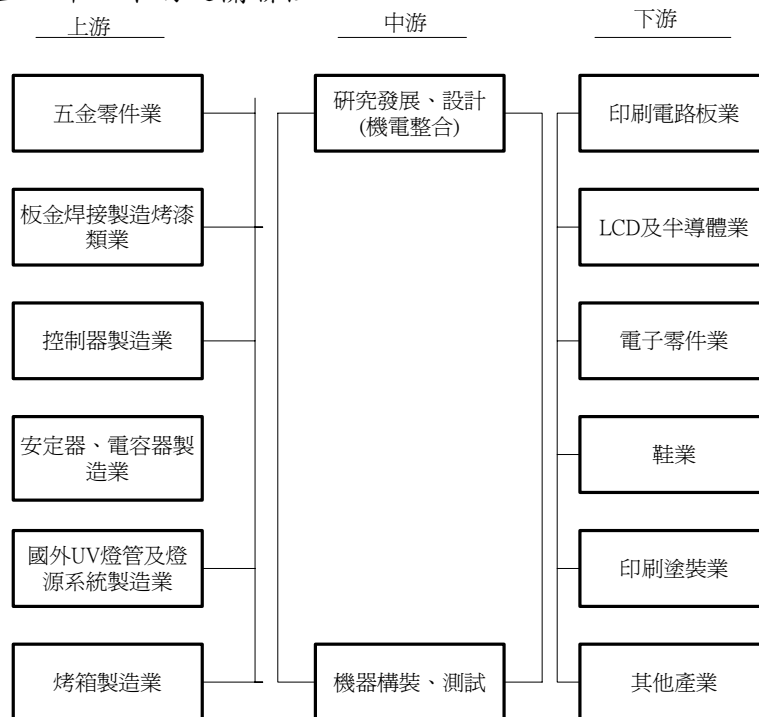 上游
中游
下游
五金零件業
研究發展、設計
(機電整合)
印刷電路板業
板金焊接製造烤漆
類業
LCD及半導體業
控制器製造業
電子零件業
安定器、電容器製
造業
鞋業
國外UV燈管及燈
源系統製造業
印刷塗裝業
烤箱製造業
機器構裝、測試
其他產業